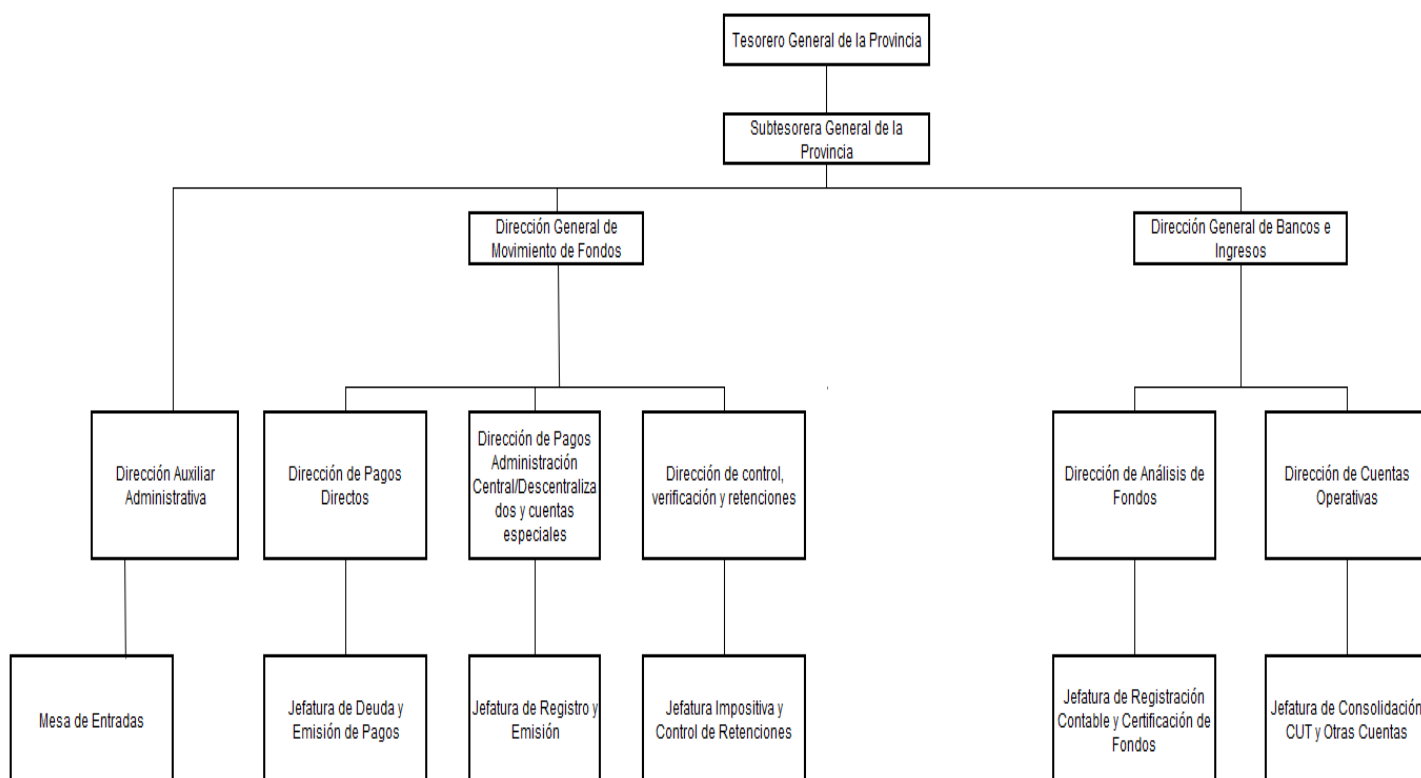 Tesorero General de la Provincia
Subtesorera General de la
Provincia
Dirección General de
Movimiento de Fondos
Dirección General de Bancos e
Ingresos
Dirección Auxiliar
Administrativa
Dirección de Pagos
Directos
Dirección de Pagos
Administración
Central/Descentraliza
dos y cuentas
especiales
Dirección de control,
verificación y retenciones
Dirección de Análisis de
Fondos
Dirección de Cuentas
Operativas
Mesa de Entradas
Jefatura de Deuda y
Emisión de Pagos
Jefatura de Registro y
Emisión
Jefatura Impositiva y
Control de Retenciones
Jefatura de Registración
Contable y Certificación de
Fondos
Jefatura de Consolidación
CUT y Otras Cuentas